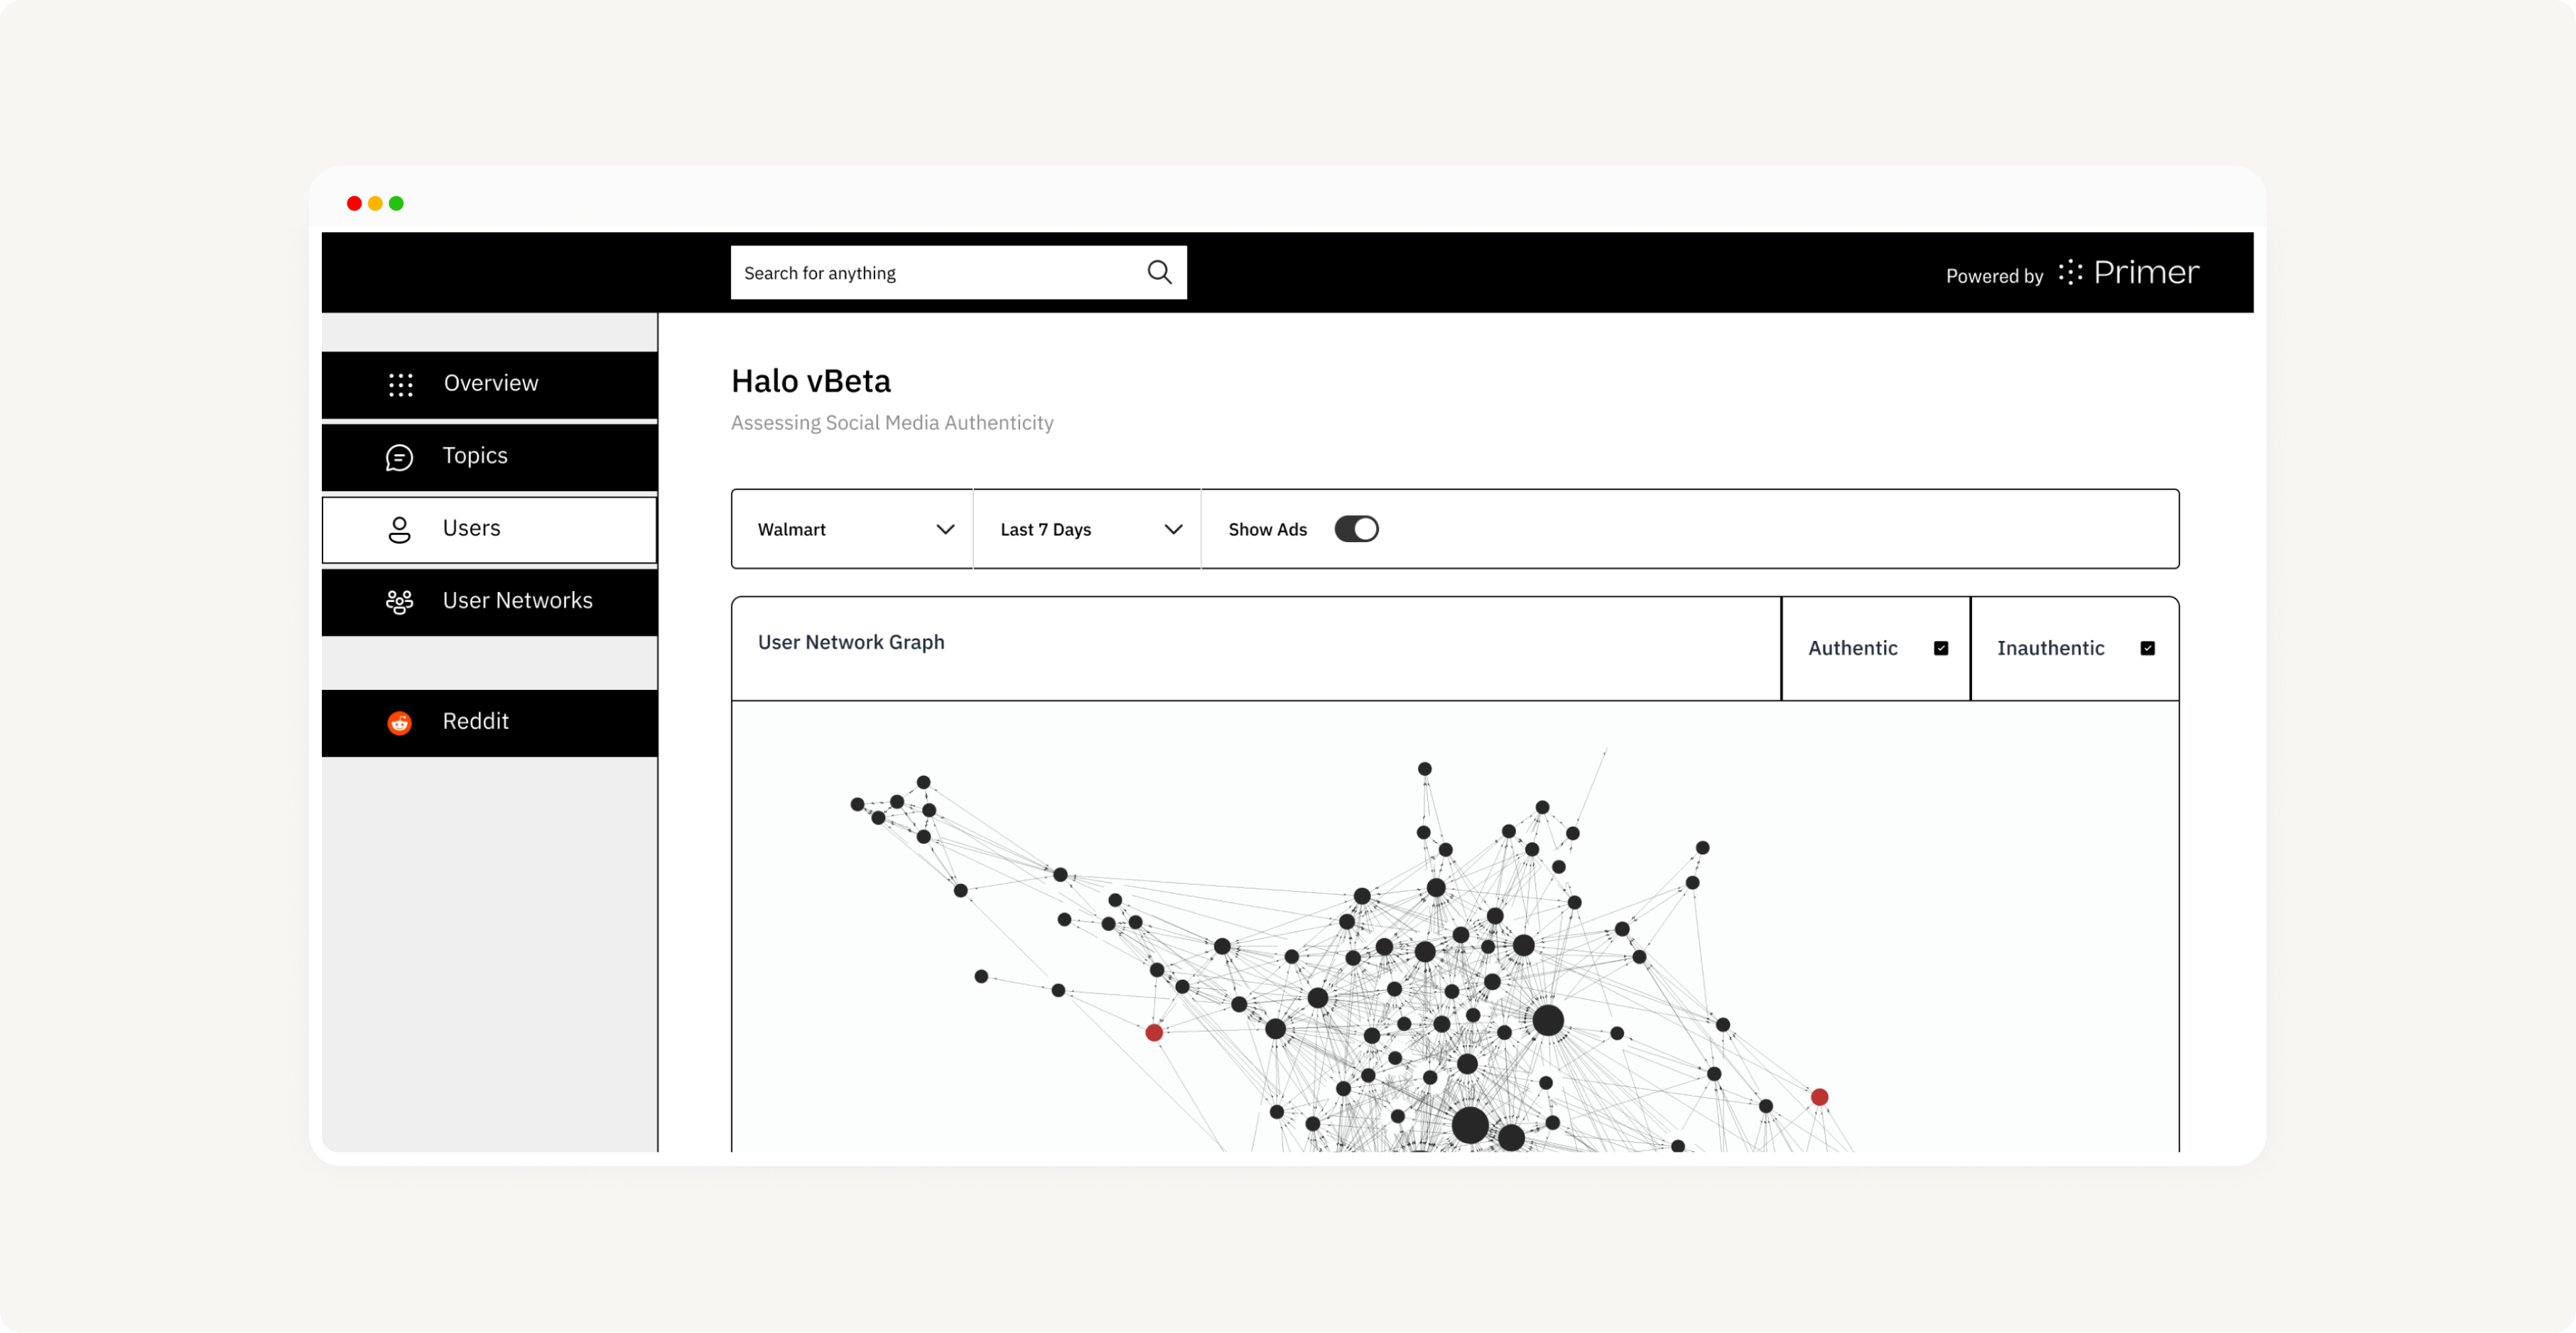 Search for anything
Powered by Primer
Overview
Topics
Users
User Networks
Reddit
Halo vBeta
Assessing Social Media Authenticity
Walmart
Last 7 Days
Show Ads
User Network Graph
Authentic
Inauthentic